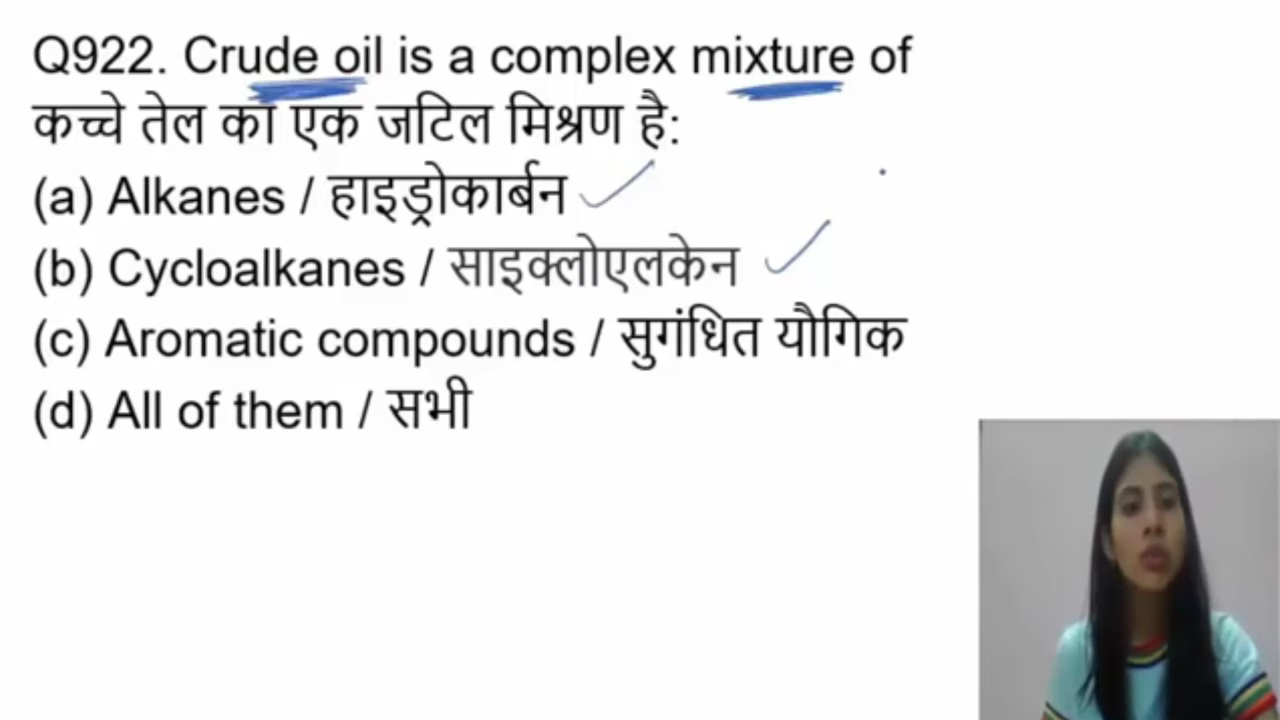 Q922. Crude oil is a complex mixture of
कच्चे तेल का एक जटिल मिश्रण है:
(a) Alkanes / हाइड्रोकार्बन
(b) Cycloalkanes / साइक्लोएलकेन
(c) Aromatic compounds / सुगंधित यौगिक
(d) All of them / सभी